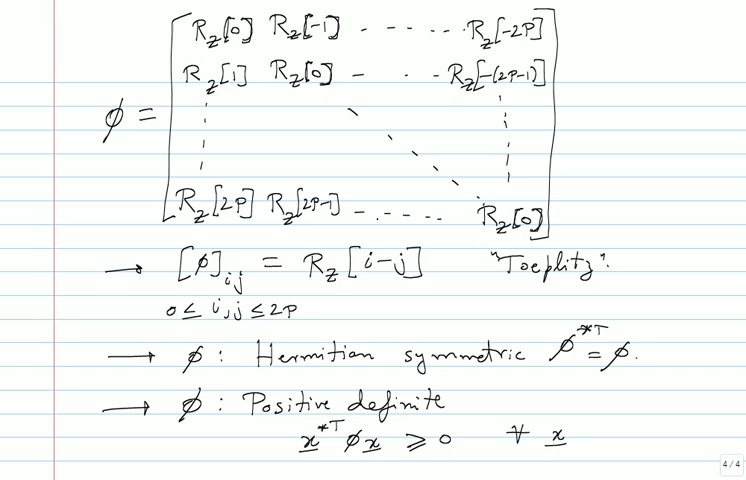 R_z[0] R_z[-1] - - - - - - R_z[-2P]
R_z[1] R_z[0] - - - - R_z[-(2P-1)]
ϕ =
R_z[2P] R_z[2P-1] - - - - - - R_z[0]
→ [ϕ]_ij = R_z[i-j] "Toeplitz".
0 ≤ i,j ≤ 2P
→ ϕ : Hermition symmetric ϕ^*T = ϕ.
→ ϕ : Positive definite
x^*T ϕ x ⩾ 0 ∀ x
4 / 4